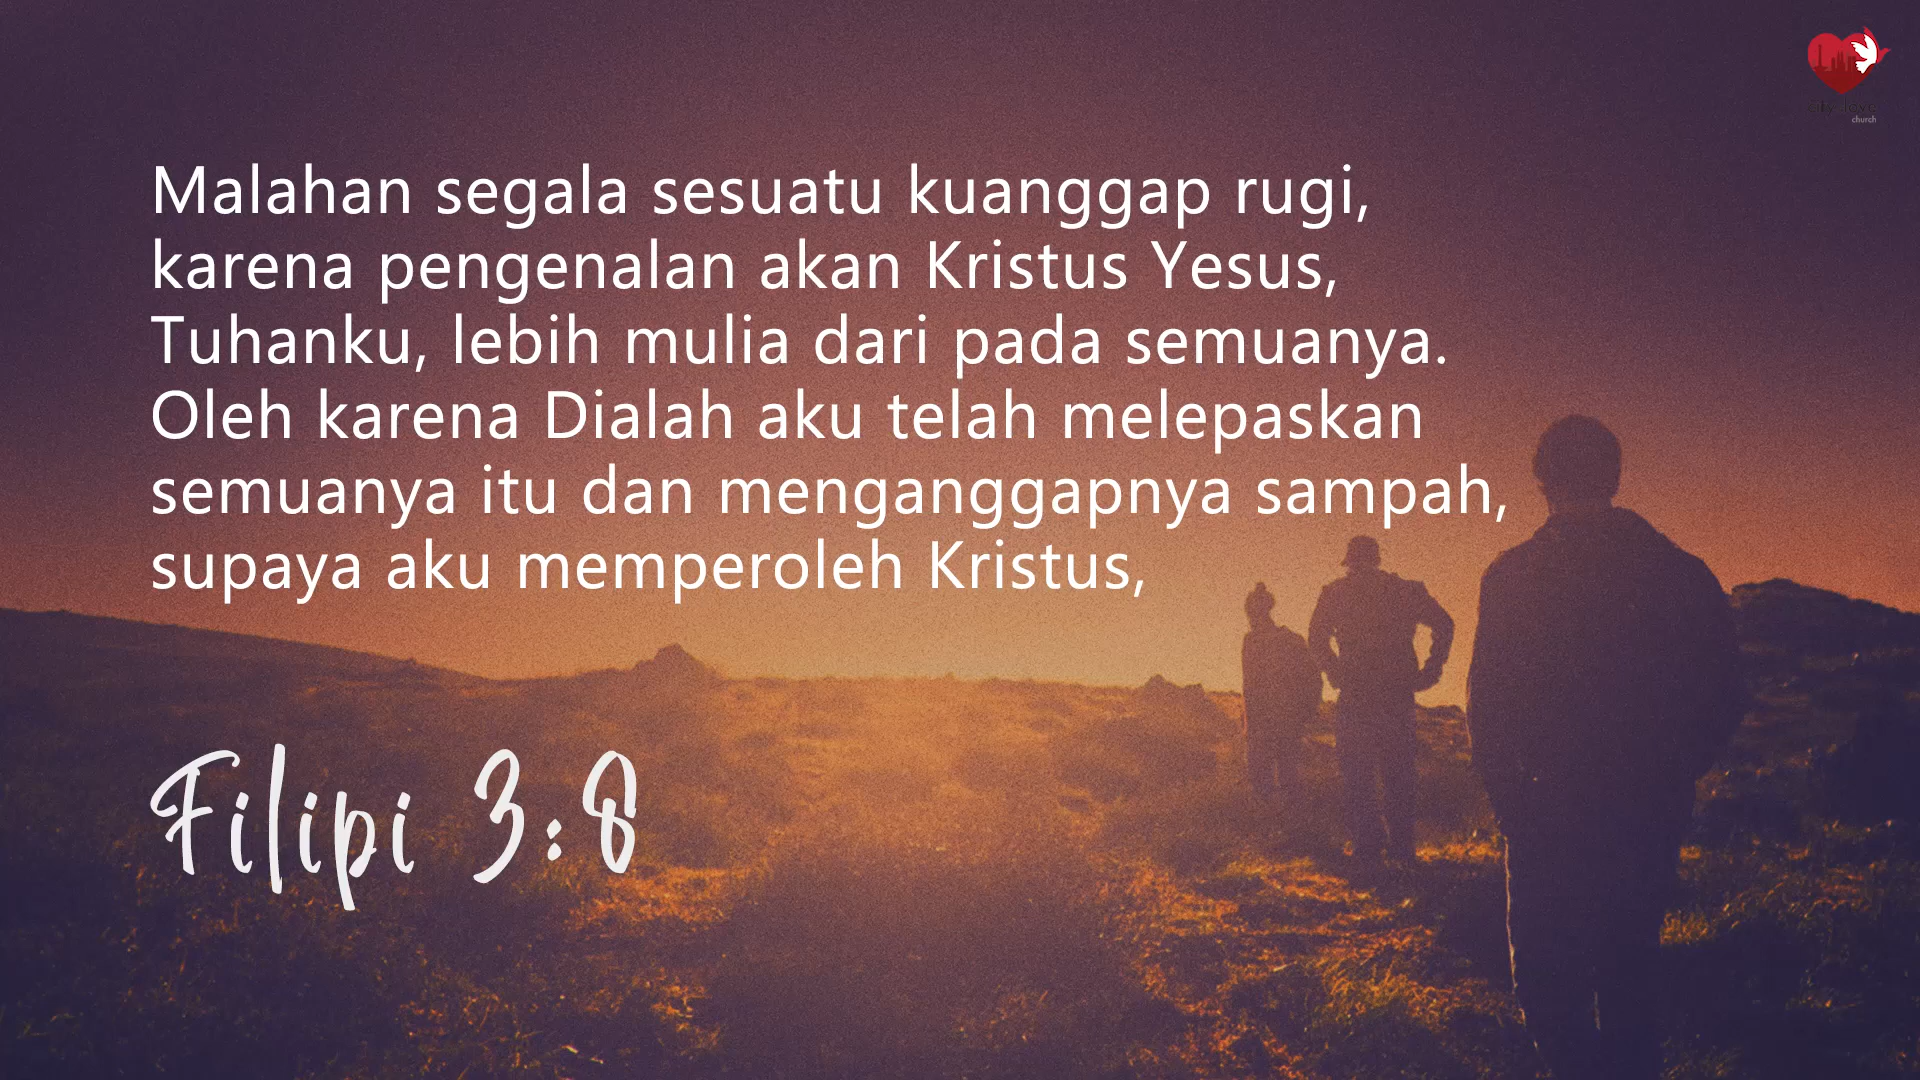 Malahan segala sesuatu kuanggap rugi,
karena pengenalan akan Kristus Yesus,
Tuhanku, lebih mulia dari pada semuanya.
Oleh karena Dialah aku telah melepaskan
semuanya itu dan menganggapnya sampah,
supaya aku memperoleh Kristus,
Filipi 3:8
church